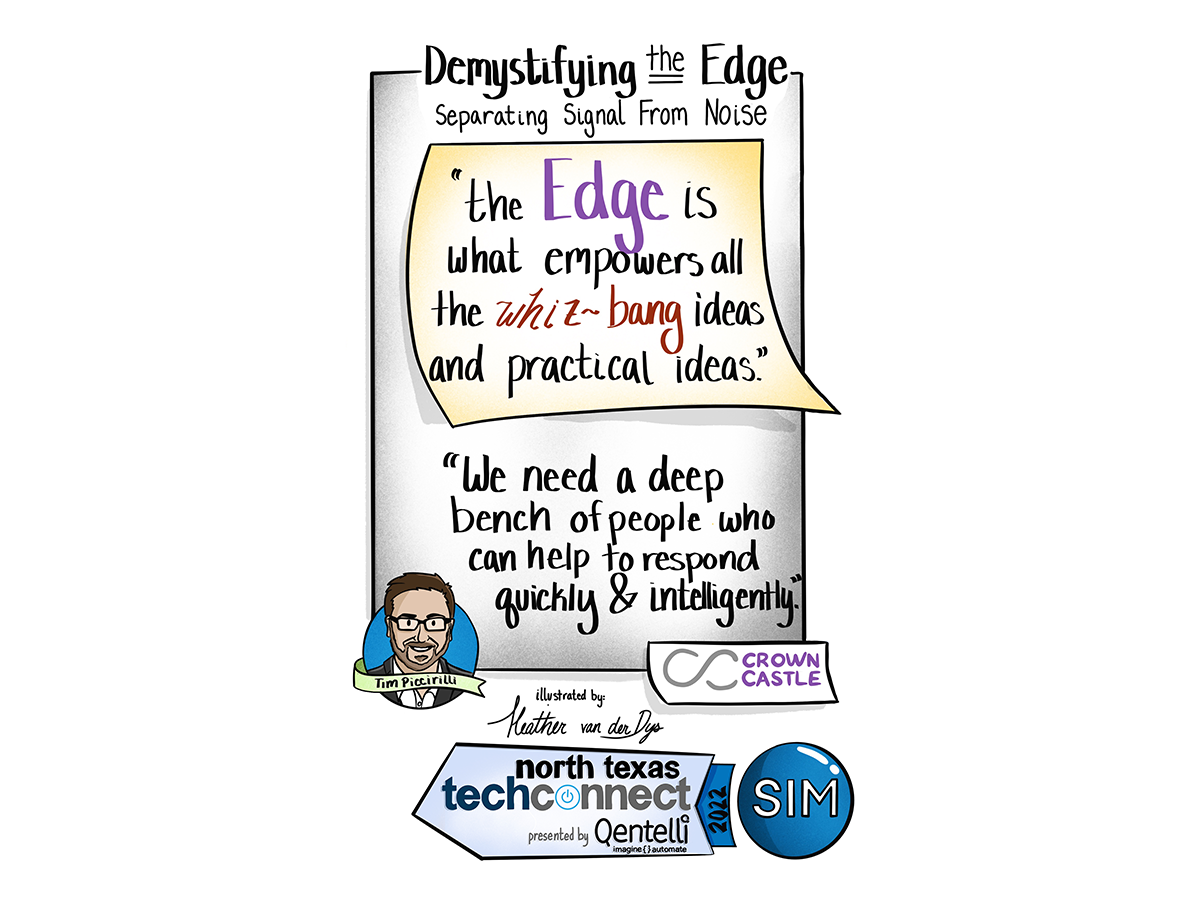 Demystifying the Edge
Separating Signal From Noise
"the Edge is
what empowers all
the whiz~bang ideas
and practical ideas."
"We need a deep
bench of people who
can help to respond
quickly & intelligently."
Tim Piccirilli
CROWN
CASTLE
illustrated by:
Heather van der Dys
north texas
techconnect
presented by Qentelli
imagine { } automate
2022
SIM